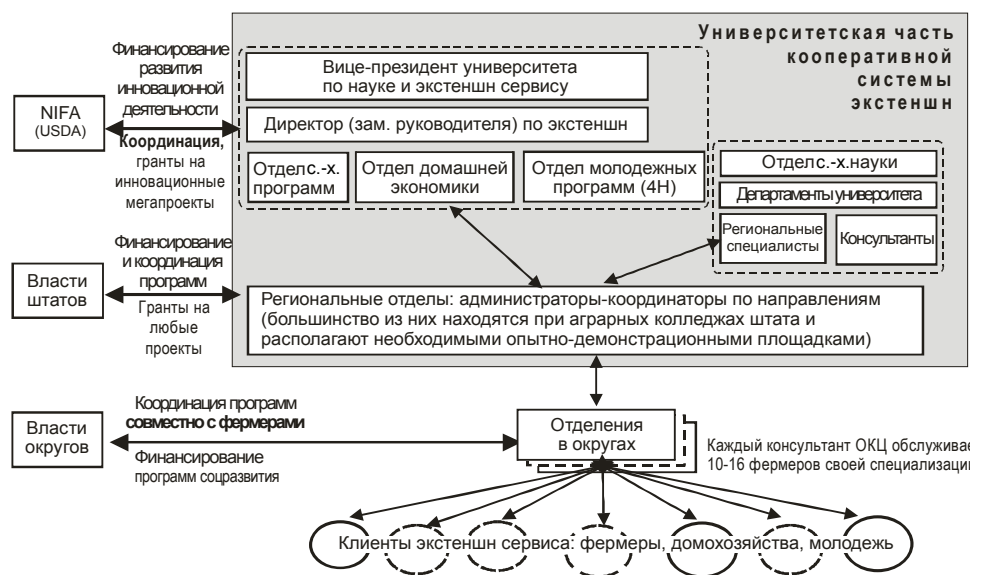 Университетская часть
кооперативной
системы
экстеншн
Финансирование
развития
инновационной
деятельности
NIFA
(USDA)
Координация,
гранты на
инновационные
мегапроекты
Вице-президент университета
по науке и экстеншн сервису
Директор (зам. руководителя) по экстеншн
Отдел с.-х.
программ
Отдел домашней
экономики
Отдел молодежных
программ (4H)
Отдел с.-х. науки
Департаменты университета
Региональные
специалисты
Консультанты
Финансирование
и координация
программ
Власти
штатов
Гранты на
любые
проекты
Региональные отделы: администраторы-координаторы по направлениям
(большинство из них находятся при аграрных колледжах штата и
располагают необходимыми опытно-демонстрационными площадками)
Координация программ
совместно с фермерами
Власти
округов
Финансирование
программ соцразвития
Отделения
в округах
Каждый консультант ОКЦ обслуживае
10-16 фермеров своей специализаци
Клиенты экстеншн сервиса: фермеры, домохозяйства, молодежь